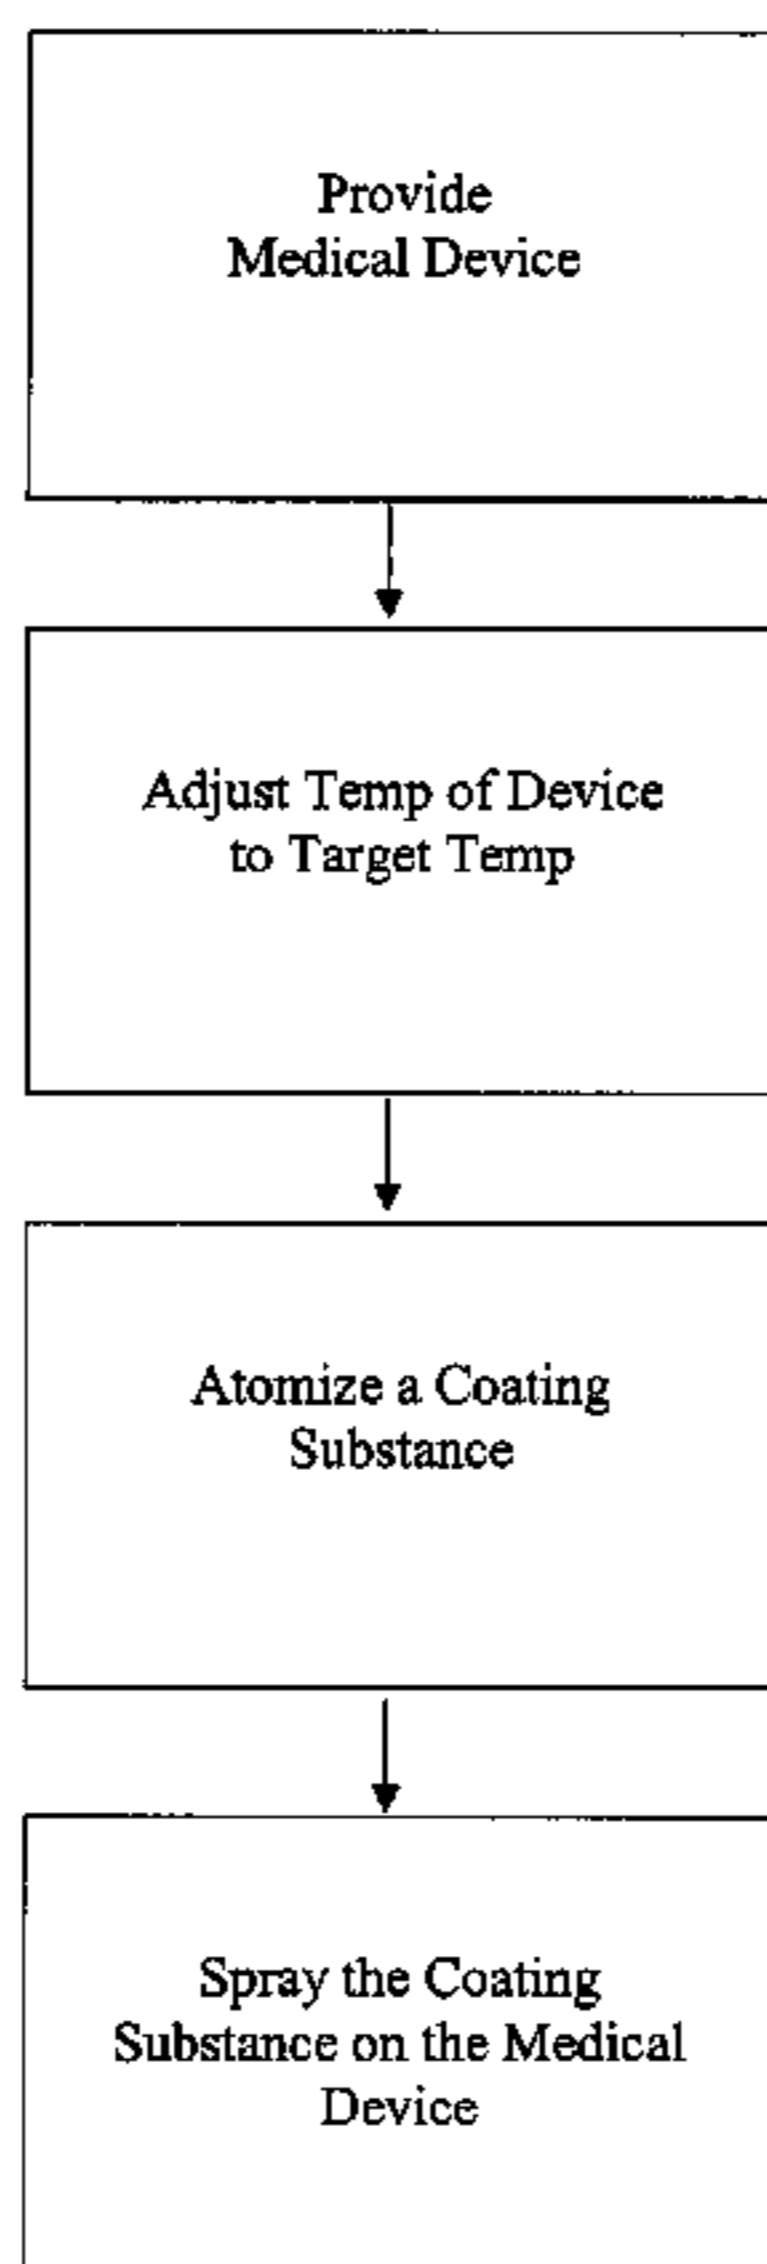 Provide
Medical Device
Adjust Temp of Device
to Target Temp
Atomize a Coating
Substance
Spray the Coating
Substance on the Medical
Device